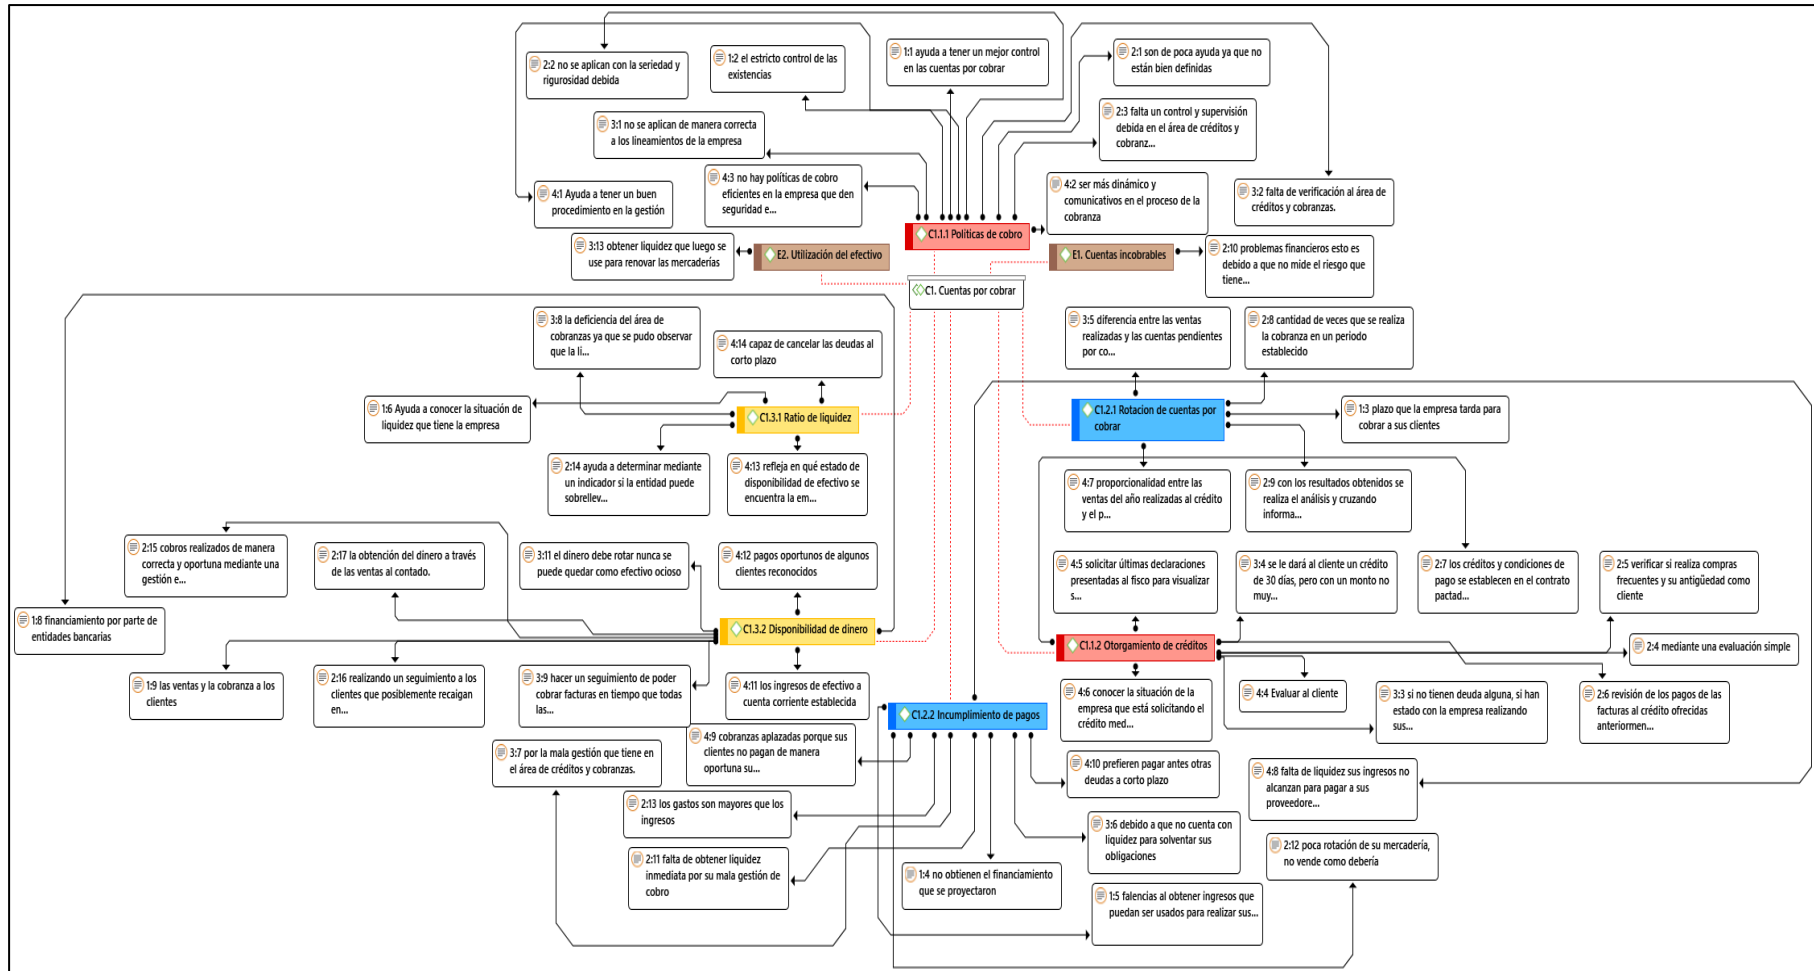 2:2 no se aplican con la seriedad y
rigurosidad debida
1:2 el estricto control de las
existencias
1:1 ayuda a tener un mejor control
en las cuentas por cobrar
2:1 son de poca ayuda ya que no
están bien definidas
3:1 no se aplican de manera correcta
a los lineamientos de la empresa
2:3 falta un control y supervisión
debida en el área de créditos y
cobranz...
4:1 Ayuda a tener un buen
procedimiento en la gestión
4:3 no hay políticas de cobro
eficientes en la empresa que den
seguridad e...
4:2 ser más dinámico y
comunicativos en el proceso de la
cobranza
3:2 falta de verificación al área de
créditos y cobranzas.
C1.1.1 Politicas de cobro
3:13 obtener liquidez que luego se
use para renovar las mercaderías
E2. Utilización del efectivo
E1. Cuentas incobrables
2:10 problemas financieros esto es
debido a que no mide el riesgo que
tiene...
C1. Cuentas por cobrar
3:8 la deficiencia del área de
cobranzas ya que se pudo observar
que la li...
4:14 capaz de cancelar las deudas al
corto plazo
3:5 diferencia entre las ventas
realizadas y las cuentas pendientes
por co...
2:8 cantidad de veces que se realiza
la cobranza en un periodo
establecido
1:6 Ayuda a conocer la situación de
liquidez que tiene la empresa
C1.3.1 Ratio de liquidez
C1.2.1 Rotacion de cuentas por
cobrar
1:3 plazo que la empresa tarda para
cobrar a sus clientes
2:14 ayuda a determinar mediante
un indicador si la entidad puede
sobrellev...
4:13 refleja en qué estado de
disponibilidad de efectivo se
encuentra la em...
4:7 proporcionalidad entre las
ventas del año realizadas al crédito
y el p...
2:9 con los resultados obtenidos se
realiza el análisis y cruzando
informa...
2:15 cobros realizados de manera
correcta y oportuna mediante una
gestión e...
2:17 la obtención del dinero a través
de las ventas al contado.
3:11 el dinero debe rotar nunca se
puede quedar como efectivo ocioso
4:12 pagos oportunos de algunos
clientes reconocidos
4:5 solicitar últimas declaraciones
presentadas al fisco para visualizar
s...
3:4 se le dará al cliente un crédito
de 30 días, pero con un monto no
muy...
2:7 los créditos y condiciones de
pago se establecen en el contrato
pactad...
2:5 verificar si realiza compras
frecuentes y su antigüedad como
cliente
1:8 financiamiento por parte de
entidades bancarias
C1.3.2 Disponibilidad de dinero
C1.1.2 Otorgamiento de créditos
2:4 mediante una evaluación simple
1:9 las ventas y la cobranza a los
clientes
2:16 realizando un seguimiento a los
clientes que posiblemente recaigan
en...
3:9 hacer un seguimiento de poder
cobrar facturas en tiempo que todas
las...
4:11 los ingresos de efectivo a
cuenta corriente establecida
4:6 conocer la situación de la
empresa que está solicitando el
crédito med...
4:4 Evaluar al cliente
3:3 si no tienen deuda alguna, si han
estado con la empresa realizando
sus...
2:6 revisión de los pagos de las
facturas al crédito ofrecidas
anteriormen...
C1.2.2 Incumplimiento de pagos
3:7 por la mala gestión que tiene en
el área de créditos y cobranzas.
4:9 cobranzas aplazadas porque sus
clientes no pagan de manera
oportuna su...
4:10 prefieren pagar antes otras
deudas a corto plazo
4:8 falta de liquidez sus ingresos no
alcanzan para pagar a sus
proveedore...
2:13 los gastos son mayores que los
ingresos
3:6 debido a que no cuenta con
liquidez para solventar sus
obligaciones
2:12 poca rotación de su mercadería,
no vende como debería
2:11 falta de obtener liquidez
inmediata por su mala gestión de
cobro
1:4 no obtienen el financiamiento
que se proyectaron
1:5 falencias al obtener ingresos que
puedan ser usados para realizar sus...